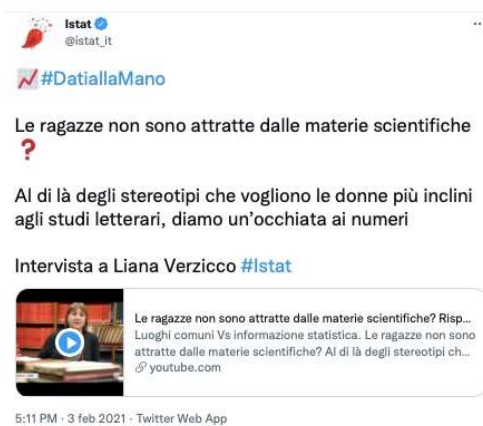 Istat
@istat_it
#DatiallaMano
Le ragazze non sono attratte dalle materie scientifiche
❓
Al di là degli stereotipi che vogliono le donne più inclini
agli studi letterari, diamo un'occhiata ai numeri
Intervista a Liana Verzicco #Istat
Le ragazze non sono attratte dalle materie scientifiche? Risp...
Luoghi comuni Vs informazione statistica. Le ragazze non sono
attratte dalle materie scientifiche? Al di là degli stereotipi ch...
youtube.com
5:11 PM · 3 feb 2021 · Twitter Web App